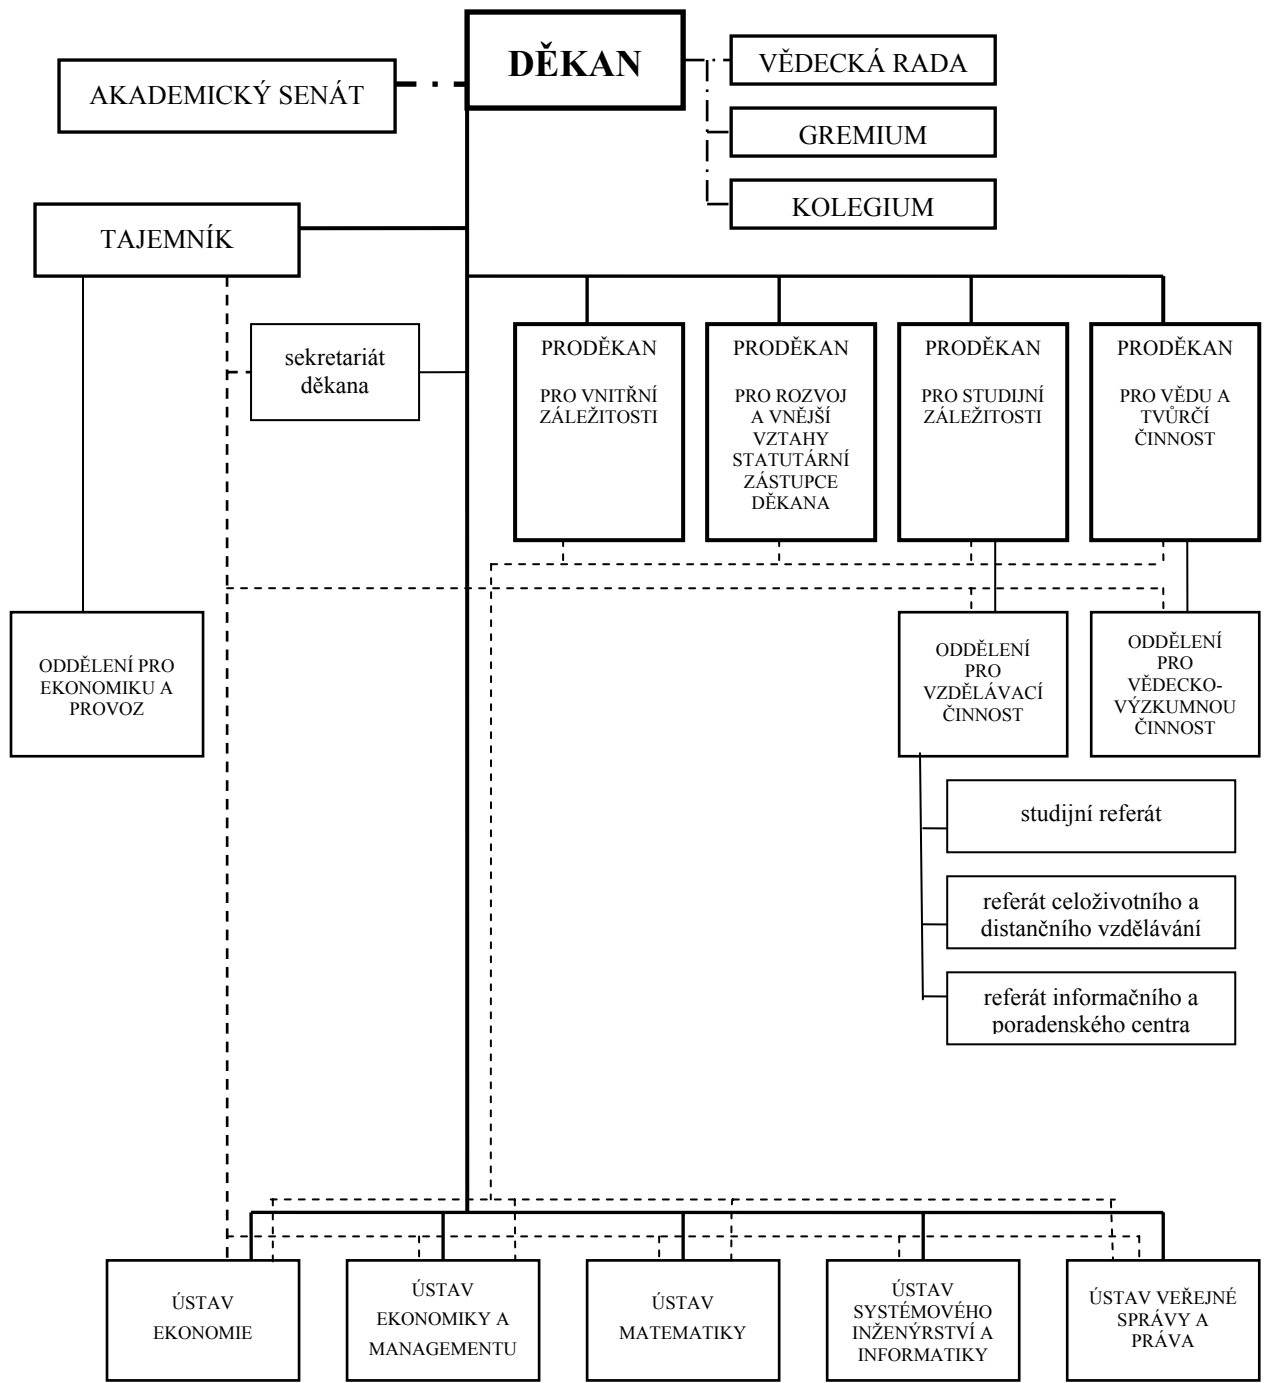 DĚKAN
VĚDECKÁ RADA
AKADEMICKÝ SENÁT
GREMIUM
KOLEGIUM
TAJEMNÍK
sekretariát
děkana
PRODĚKAN
PRO VNITŘNÍ
ZÁLEŽITOSTI
PRODĚKAN
PRO ROZVOJ
A VNĚJŠÍ
VZTAHY
STATUTÁRNÍ
ZÁSTUPCE
DĚKANA
PRODĚKAN
PRO STUDIJNÍ
ZÁLEŽITOSTI
PRODĚKAN
PRO VĚDU A
TVŮRČÍ
ČINNOST
ODDĚLENÍ PRO
EKONOMIKU A
PROVOZ
ODDĚLENÍ
PRO
VZDĚLÁVACÍ
ČINNOST
ODDĚLENÍ
PRO
VĚDECKO-
VÝZKUMNOU
ČINNOST
studijní referát
referát celoživotního a
distančního vzdělávání
referát informačního a
poradenského centra
ÚSTAV
EKONOMIE
ÚSTAV
EKONOMIKY A
MANAGEMENTU
ÚSTAV
MATEMATIKY
ÚSTAV
SYSTÉMOVÉHO
INŽENÝRSTVÍ A
INFORMATIKY
ÚSTAV VEŘEJNÉ
SPRÁVY A
PRÁVA